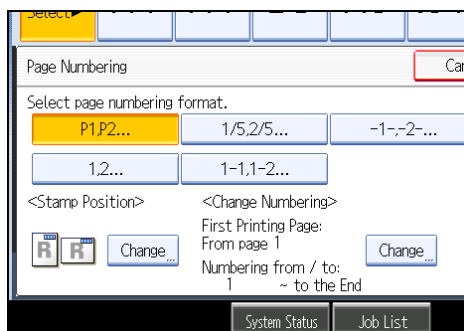 Select►
Page Numbering
Select page numbering format.
P1,P2... 1/5,2/5... -1-,-2-...
1,2... 1-1,1-2...
<Stamp Position> <Change Numbering>
First Printing Page:
From page 1
R R Change... Change...
Numbering from / to:
1 ~ to the End
System Status Job List